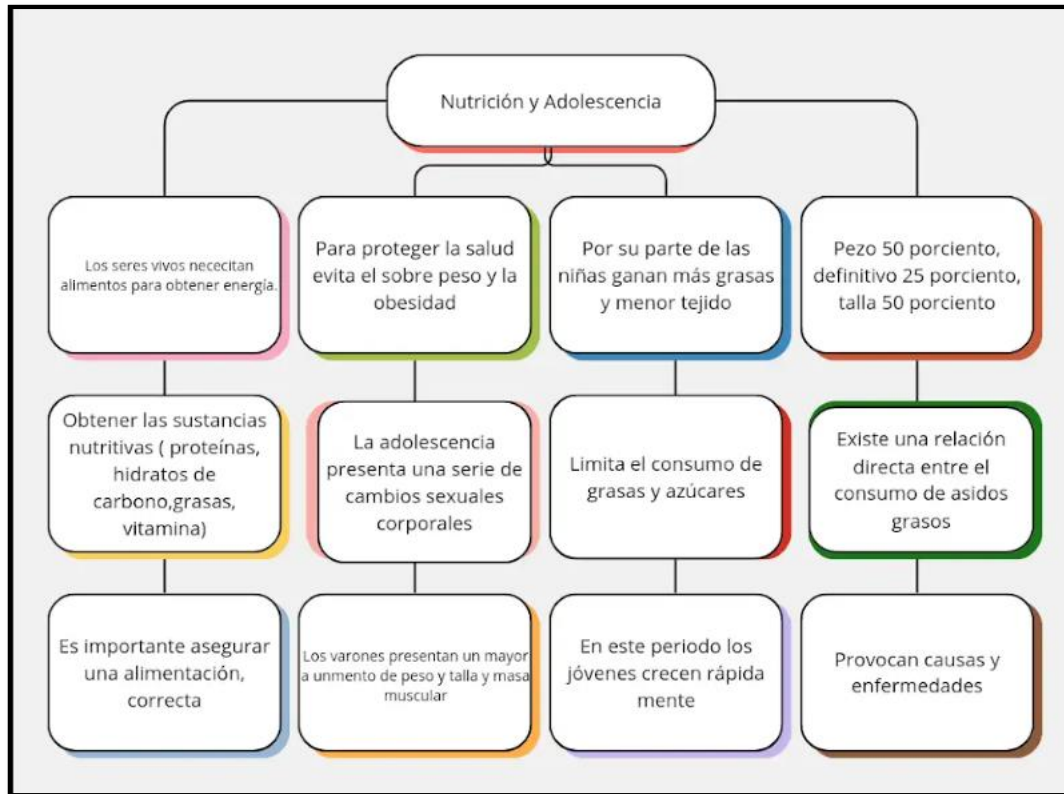 Nutrición y Adolescencia
Los seres vivos nececitan
alimentos para obtener energía.
Para proteger la salud
evita el sobre peso y la
obesidad
Por su parte de las
niñas ganan más grasas
y menor tejido
Pezo 50 porciento,
definitivo 25 porciento,
talla 50 porciento
Obtener las sustancias
nutritivas ( proteínas,
hidratos de
carbono,grasas,
vitamina)
La adolescencia
presenta una serie de
cambios sexuales
corporales
Limita el consumo de
grasas y azúcares
Existe una relación
directa entre el
consumo de asidos
grasos
Es importante asegurar
una alimentación,
correcta
Los varones presentan un mayor
a unmento de peso y talla y masa
muscular
En este periodo los
jóvenes crecen rápida
mente
Provocan causas y
enfermedades